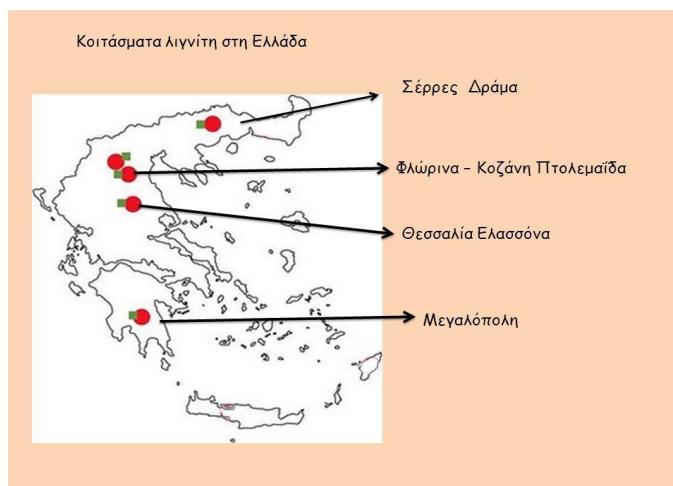 Κοιτάσματα λιγνίτη στη Ελλάδα
Σέρρες Δράμα
Φλώρινα - Κοζάνη Πτολεμαΐδα
Θεσσαλία Ελασσόνα
Μεγαλόπολη